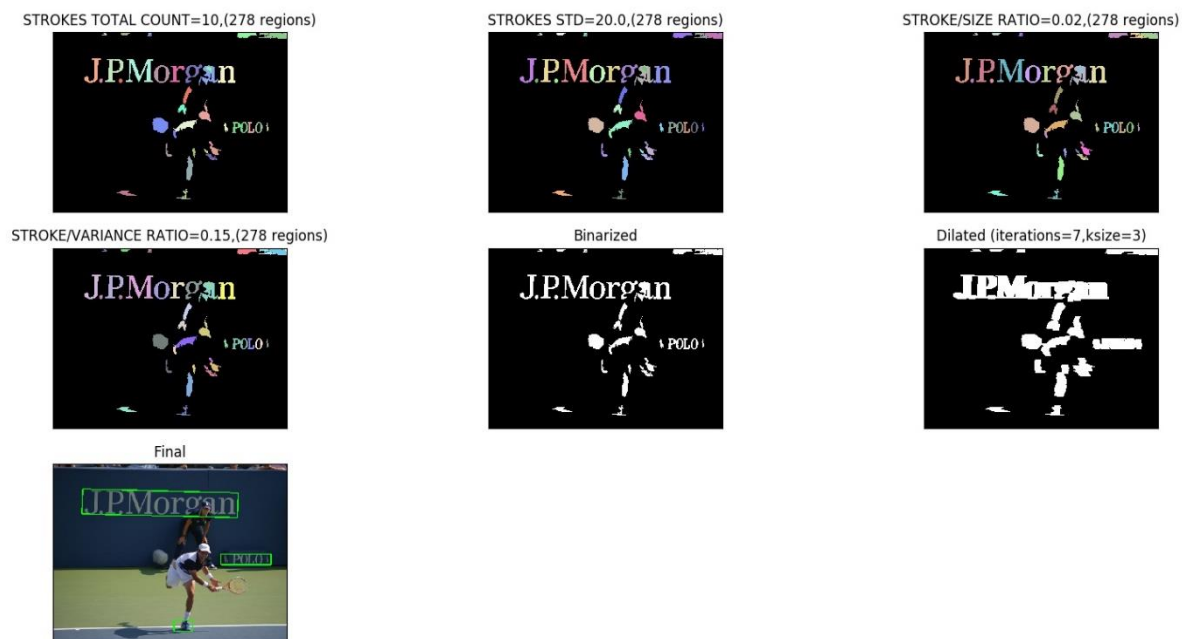 STROKES TOTAL COUNT=10,(278 regions)
STROKES STD=20.0,(278 regions)
STROKE/SIZE RATIO=0.02,(278 regions)
J.P.Morgan
POLO
J.P.Morgan
POLO
J.P.Morgan
POLO
STROKE/VARIANCE RATIO=0.15,(278 regions)
Binarized
Dilated (iterations=7,ksize=3)
J.P.Morgan
POLO
J.P.Morgan
POLO
J.P.Morgan
Final
J.P.Morgan
POLO